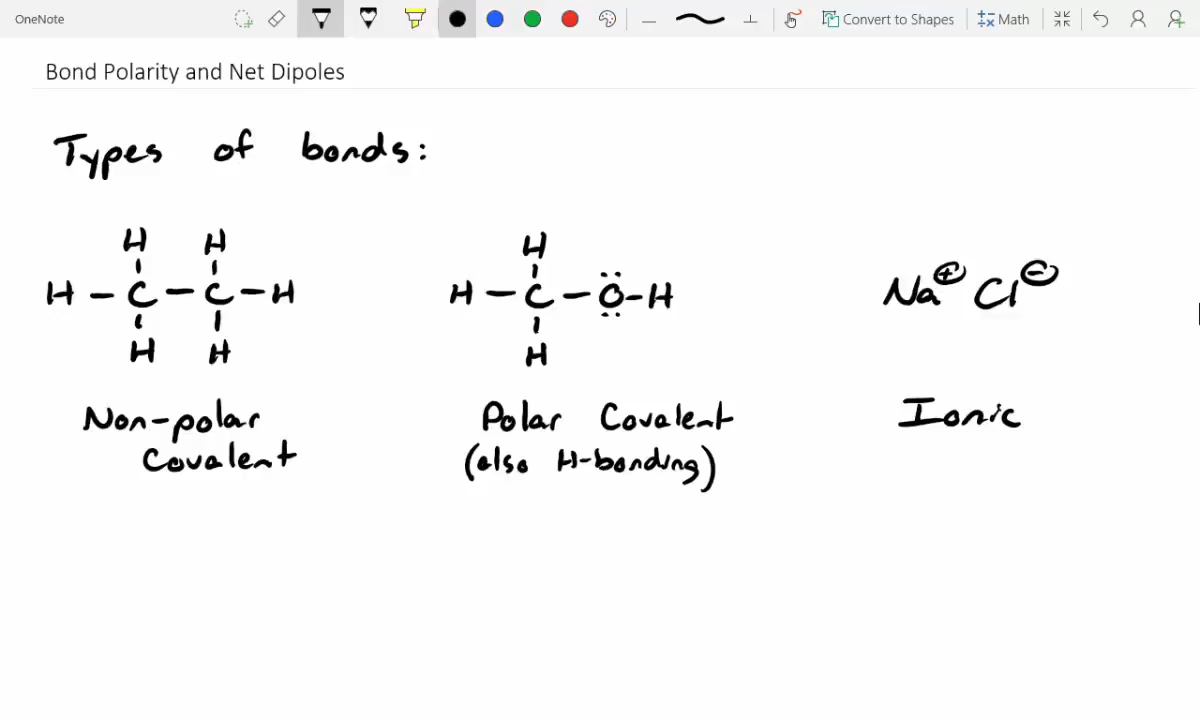 OneNote
Convert to Shapes
Math
Bond Polarity and Net Dipoles
Types of bonds:
H H
H - C - C - H
H H
H
H - C - O - H
H
Na⊕ Cl⊖
Non-polar
Covalent
Polar Covalent
(also H-bonding)
Ionic